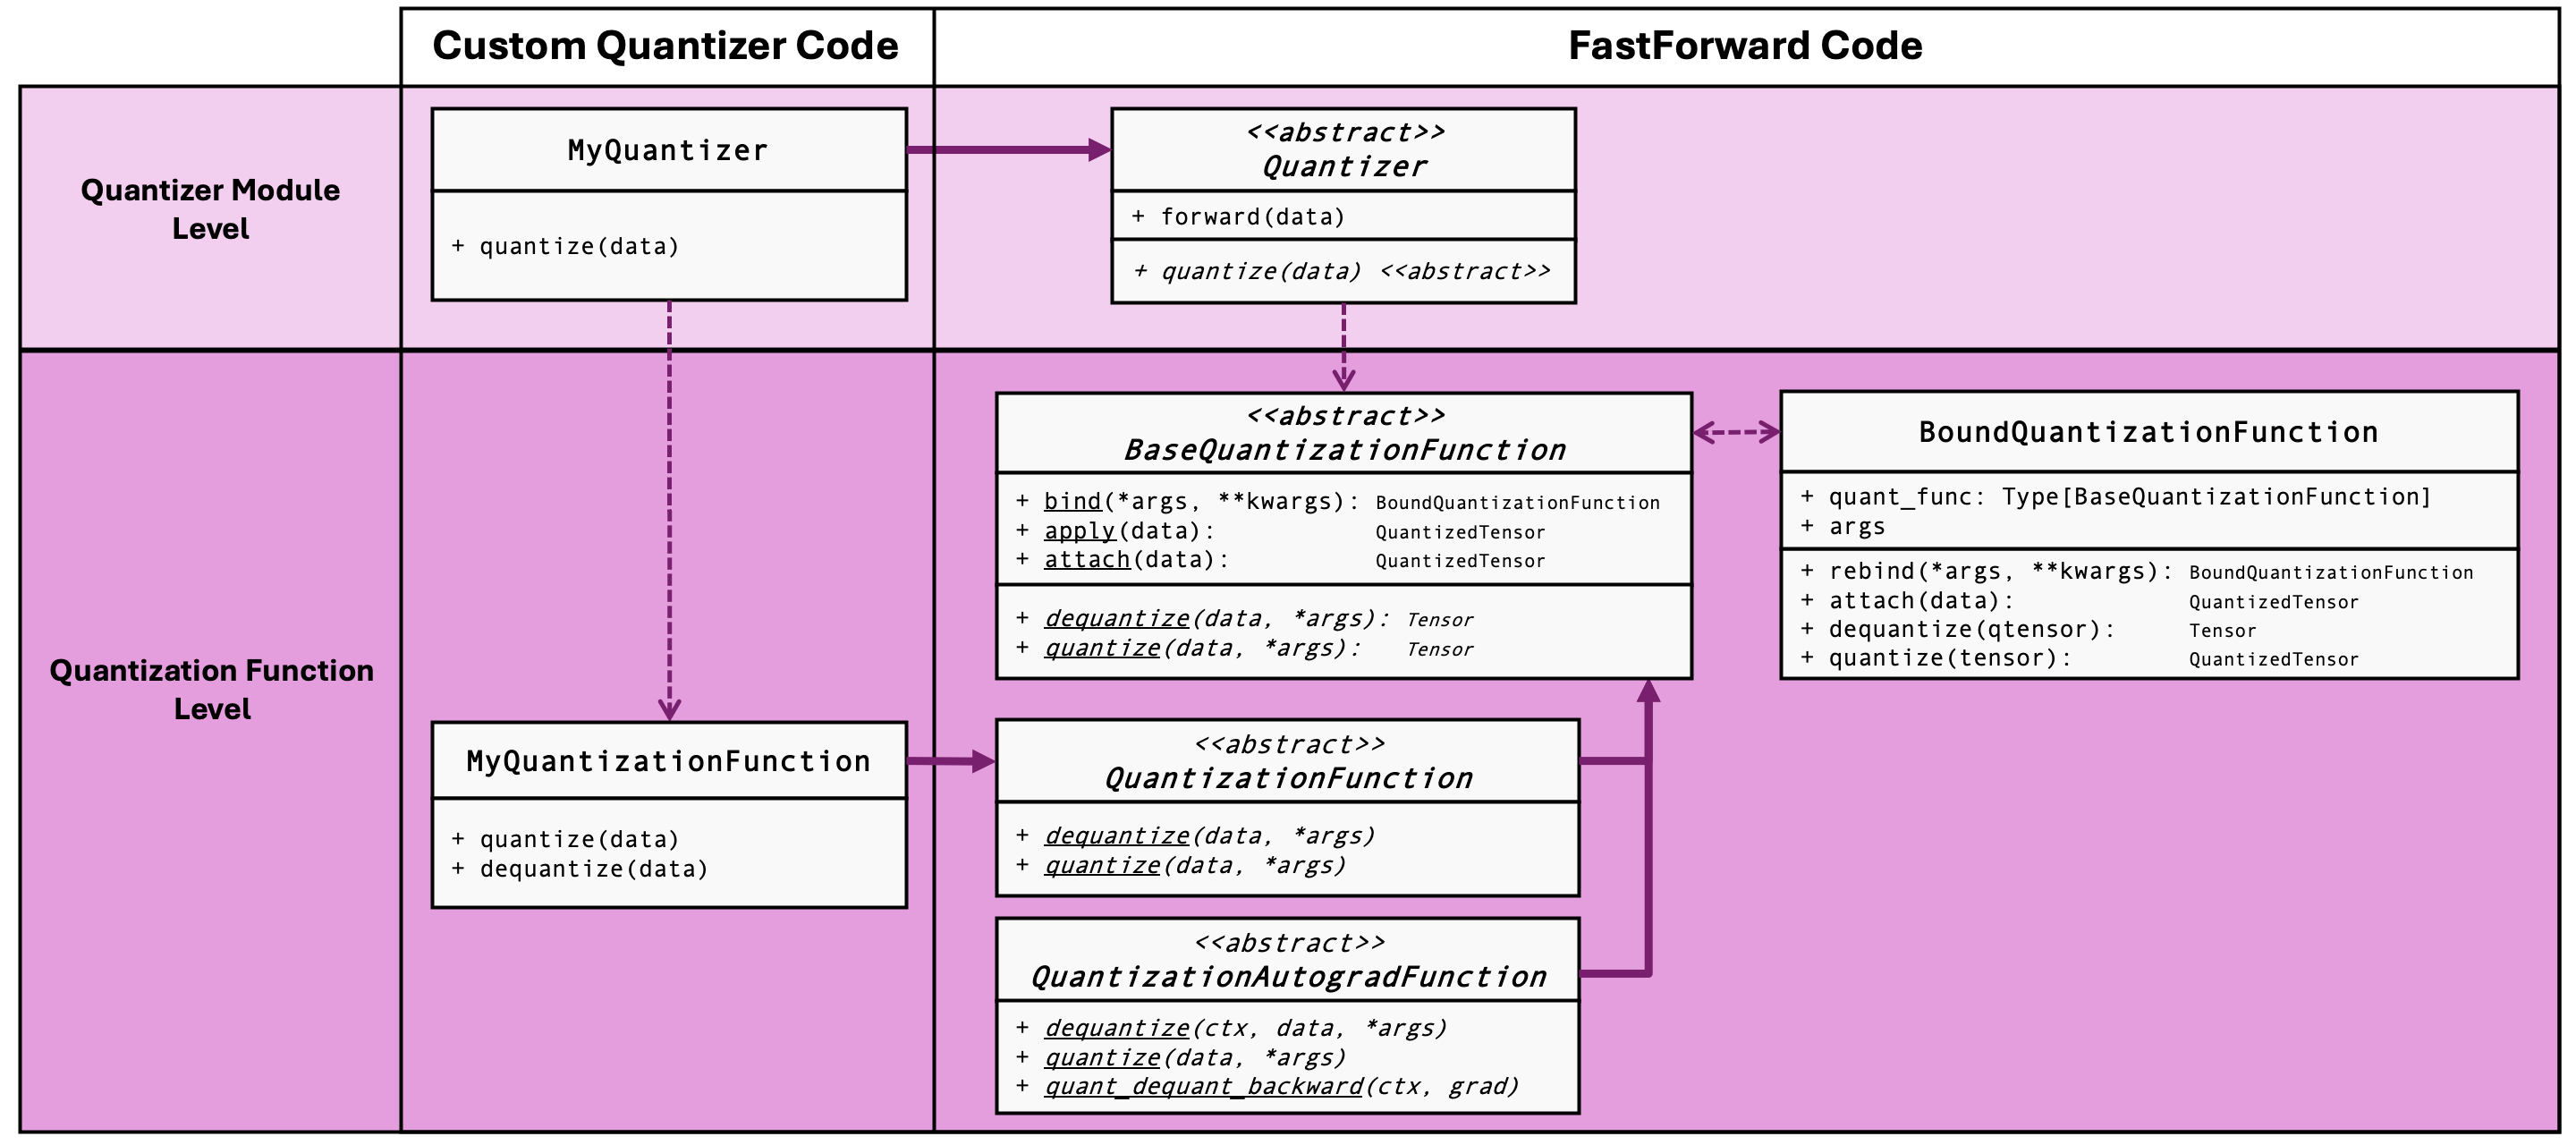 Custom Quantizer Code
FastForward Code
Quantizer Module
Level
MyQuantizer
+ quantize(data)
<<abstract>>
Quantizer
+ forward(data)
+ quantize(data) <<abstract>>
Quantization Function
Level
<<abstract>>
BaseQuantizationFunction
+ bind(*args, **kwargs): BoundQuantizationFunction
+ apply(data): QuantizedTensor
+ attach(data): QuantizedTensor
+ dequantize(data, *args): Tensor
+ quantize(data, *args): Tensor
BoundQuantizationFunction
+ quant_func: Type[BaseQuantizationFunction]
+ args
+ rebind(*args, **kwargs): BoundQuantizationFunction
+ attach(data): QuantizedTensor
+ dequantize(qtensor): Tensor
+ quantize(tensor): QuantizedTensor
MyQuantizationFunction
+ quantize(data)
+ dequantize(data)
<<abstract>>
QuantizationFunction
+ dequantize(data, *args)
+ quantize(data, *args)
<<abstract>>
QuantizationAutogradFunction
+ dequantize(ctx, data, *args)
+ quantize(data, *args)
+ quant_dequant_backward(ctx, grad)